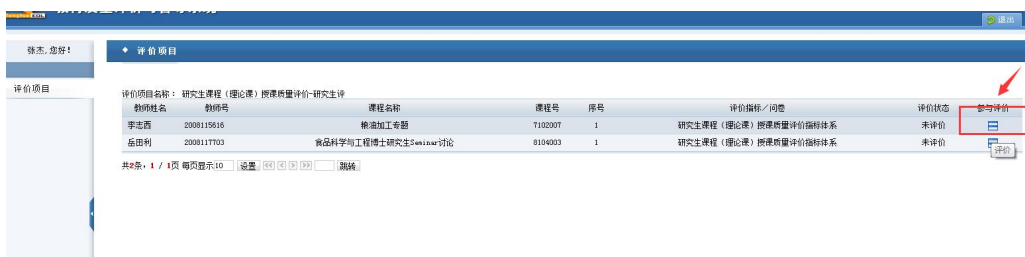 退出
张杰,您好!
评价项目
评价项目
评价项目名称： 研究生课程（理论课）授课质量评价-研究生评
教师姓名 教师号 课程名称 课程号 序号 评价指标／问卷 评价状态 参与评价
李志西 2008115616 粮油加工专题 7102007 1 研究生课程（理论课）授课质量评价指标体系 未评价
岳田利 2008117703 食品科学与工程博士研究生Seminar讨论 8104003 1 研究生课程（理论课）授课质量评价指标体系 未评价
评价
共2条,1 / 1页 每页显示10 设置 跳转